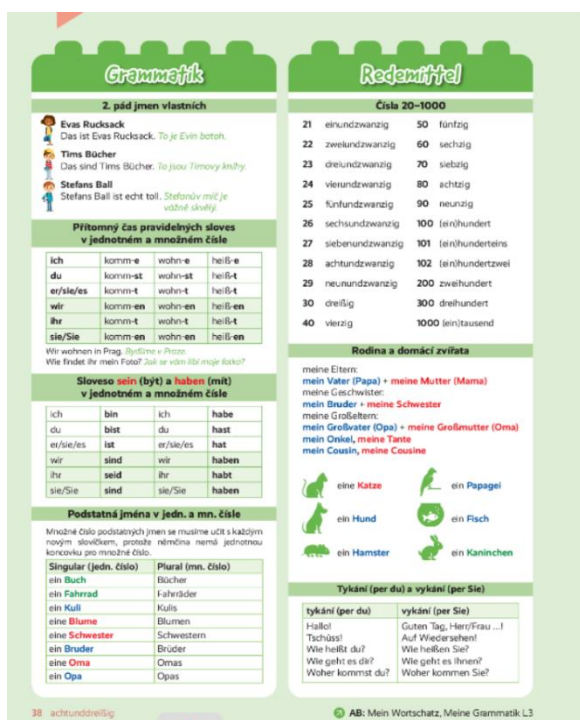 Grammatik
2. pád jmen vlastních
Evas Rucksack
Das ist Evas Rucksack. To je Evin batoh.
Tims Bücher
Das sind Tims Bücher. To jsou Timovy knihy.
Stefans Ball
Stefans Ball ist echt toll. Stefanův míč je
vážně skvělý.
Přítomný čas pravidelných sloves
v jednotném a množném čísle
ich komm-e wohn-e heiß-e
du komm-st wohn-st heiß-t
er/sie/es komm-t wohn-t heiß-t
wir komm-en wohn-en heiß-en
ihr komm-t wohn-t heiß-t
sie/Sie komm-en wohn-en heiß-en
Wir wohnen in Prag. Bydlíme v Praze.
Wie findet ihr mein Foto? Jak se vám líbí moje fotka?
Sloveso sein (být) a haben (mít)
v jednotném a množném čísle
ich bin ich habe
du bist du hast
er/sie/es ist er/sie/es hat
wir sind wir haben
ihr seid ihr habt
sie/Sie sind sie/Sie haben
Podstatná jména v jedn. a mn. čísle
Množné číslo podstatných jmen se musíme učit s každým
novým slovíčkem, protože němčina nemá jednotnou
koncovku pro množné číslo.
Singular (jedn. číslo) Plural (mn. číslo)
ein Buch Bücher
ein Fahrrad Fahrräder
ein Kuli Kulis
eine Blume Blumen
eine Schwester Schwestern
ein Bruder Brüder
eine Oma Omas
ein Opa Opas
38 achtunddreißig
Redemittel
Čísla 20–1000
21 einundzwanzig 50 fünfzig
22 zweiundzwanzig 60 sechzig
23 dreiundzwanzig 70 siebzig
24 vierundzwanzig 80 achtzig
25 fünfundzwanzig 90 neunzig
26 sechsundzwanzig 100 (ein)hundert
27 siebenundzwanzig 101 (ein)hunderteins
28 achtundzwanzig 102 (ein)hundertzwei
29 neunundzwanzig 200 zweihundert
30 dreißig 300 dreihundert
40 vierzig 1000 (ein)tausend
Rodina a domácí zvířata
meine Eltern:
mein Vater (Papa) + meine Mutter (Mama)
meine Geschwister:
mein Bruder + meine Schwester
meine Großeltern:
mein Großvater (Opa) + meine Großmutter (Oma)
mein Onkel, meine Tante
mein Cousin, meine Cousine
eine Katze ein Papagei
ein Hund ein Fisch
ein Hamster ein Kaninchen
Tykání (per du) a vykání (per Sie)
tykání (per du) vykání (per Sie)
Hallo! Guten Tag, Herr/Frau ...!
Tschüss! Auf Wiedersehen!
Wie heißt du? Wie heißen Sie?
Wie geht es dir? Wie geht es Ihnen?
Woher kommst du? Woher kommen Sie?
AB: Mein Wortschatz, Meine Grammatik L3